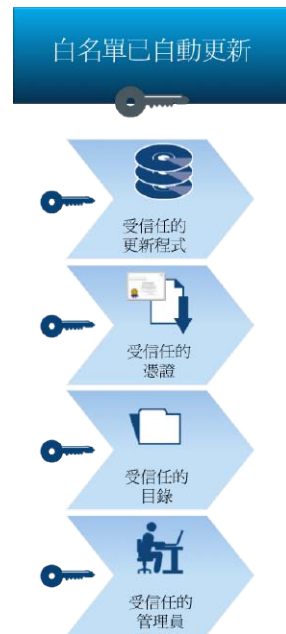 白名單已自動更新
受信任的
更新程式
受信任的
憑證
受信任的
目錄
受信任的
管理員